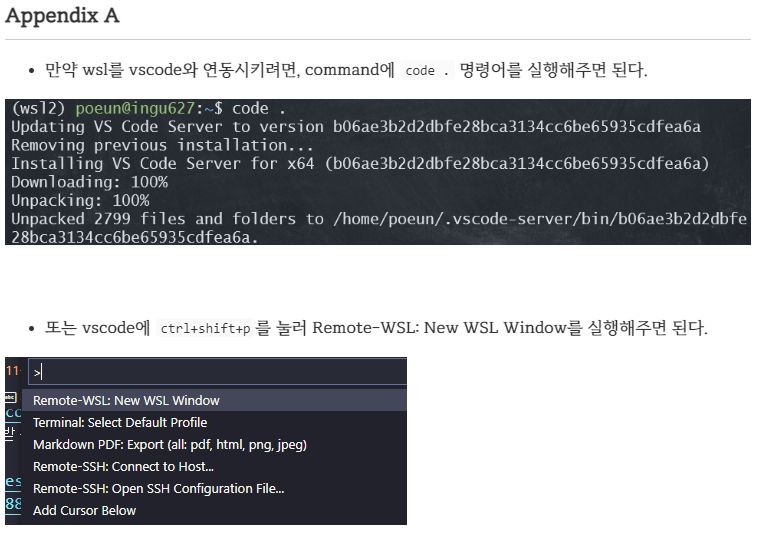 Appendix A
만약 wsl를 vscode와 연동시키려면, command에 code . 명령어를 실행해주면 된다.
(wsl2) poeun@ingu627:~$ code .
Updating VS Code Server to version b06ae3b2d2dbfe28bca3134cc6be65935cdfea6a
Removing previous installation...
Installing VS Code Server for x64 (b06ae3b2d2dbfe28bca3134cc6be65935cdfea6a)
Downloading: 100%
Unpacking: 100%
Unpacked 2799 files and folders to /home/poeun/.vscode-server/bin/b06ae3b2d2dbfe
28bca3134cc6be65935cdfea6a.
또는 vscode에 ctrl+shift+p 를 눌러 Remote-WSL: New WSL Window를 실행해주면 된다.
11
>
abc
Remote-WSL: New WSL Window
cc
Terminal: Select Default Profile
Markdown PDF: Export (all: pdf, html, png, jpeg)
Remote-SSH: Connect to Host...
es
Remote-SSH: Open SSH Configuration File...
88
Add Cursor Below